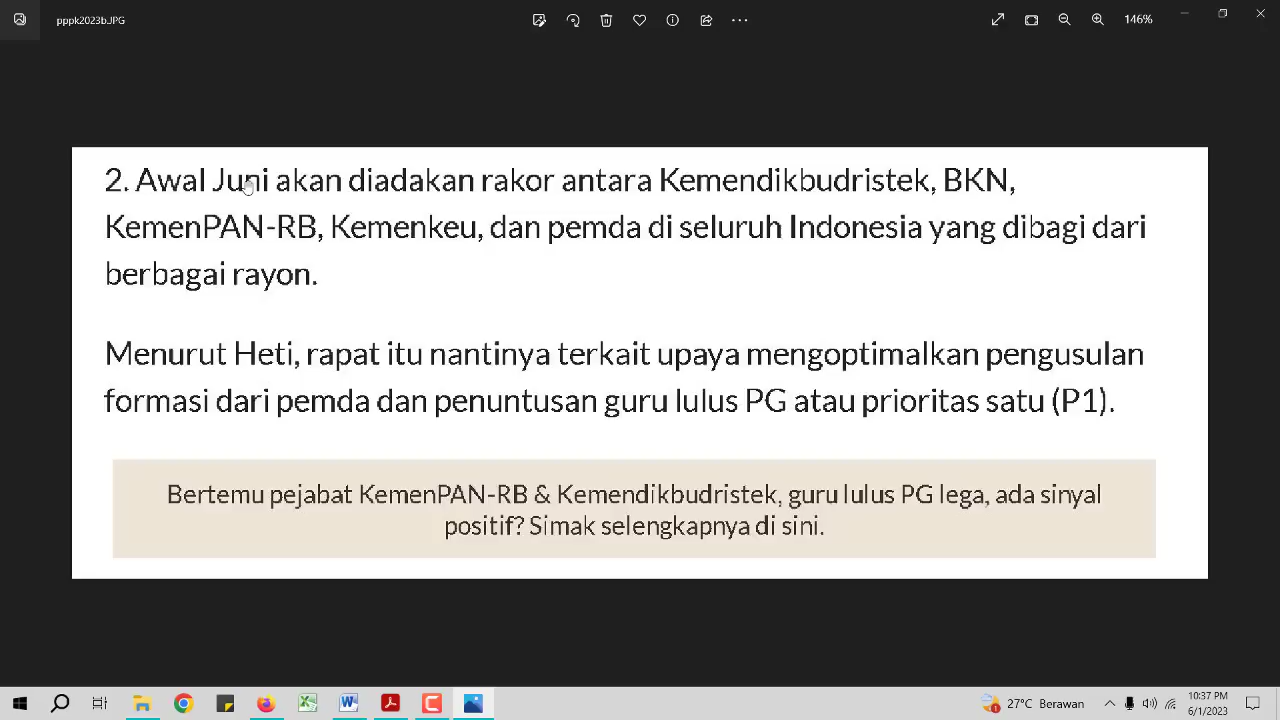 pppk2023b.JPG
146%
2. Awal Juni akan diadakan rakor antara Kemendikbudristek, BKN,
KemenPAN-RB, Kemenkeu, dan pemda di seluruh Indonesia yang dibagi dari
berbagai rayon.
Menurut Heti, rapat itu nantinya terkait upaya mengoptimalkan pengusulan
formasi dari pemda dan penuntusan guru lulus PG atau prioritas satu (P1).
Bertemu pejabat KemenPAN-RB & Kemendikbudristek, guru lulus PG lega, ada sinyal
positif? Simak selengkapnya di sini.
27°C Berawan
10:37 PM
6/1/2023